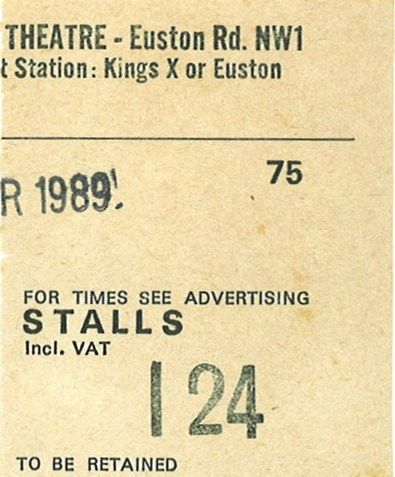 THEATRE - Euston Rd. NW1
t Station: Kings X or Euston
75
R 1989!
FOR TIMES SEE ADVERTISING
STALLS
Incl. VAT
I 24
TO BE RETAINED